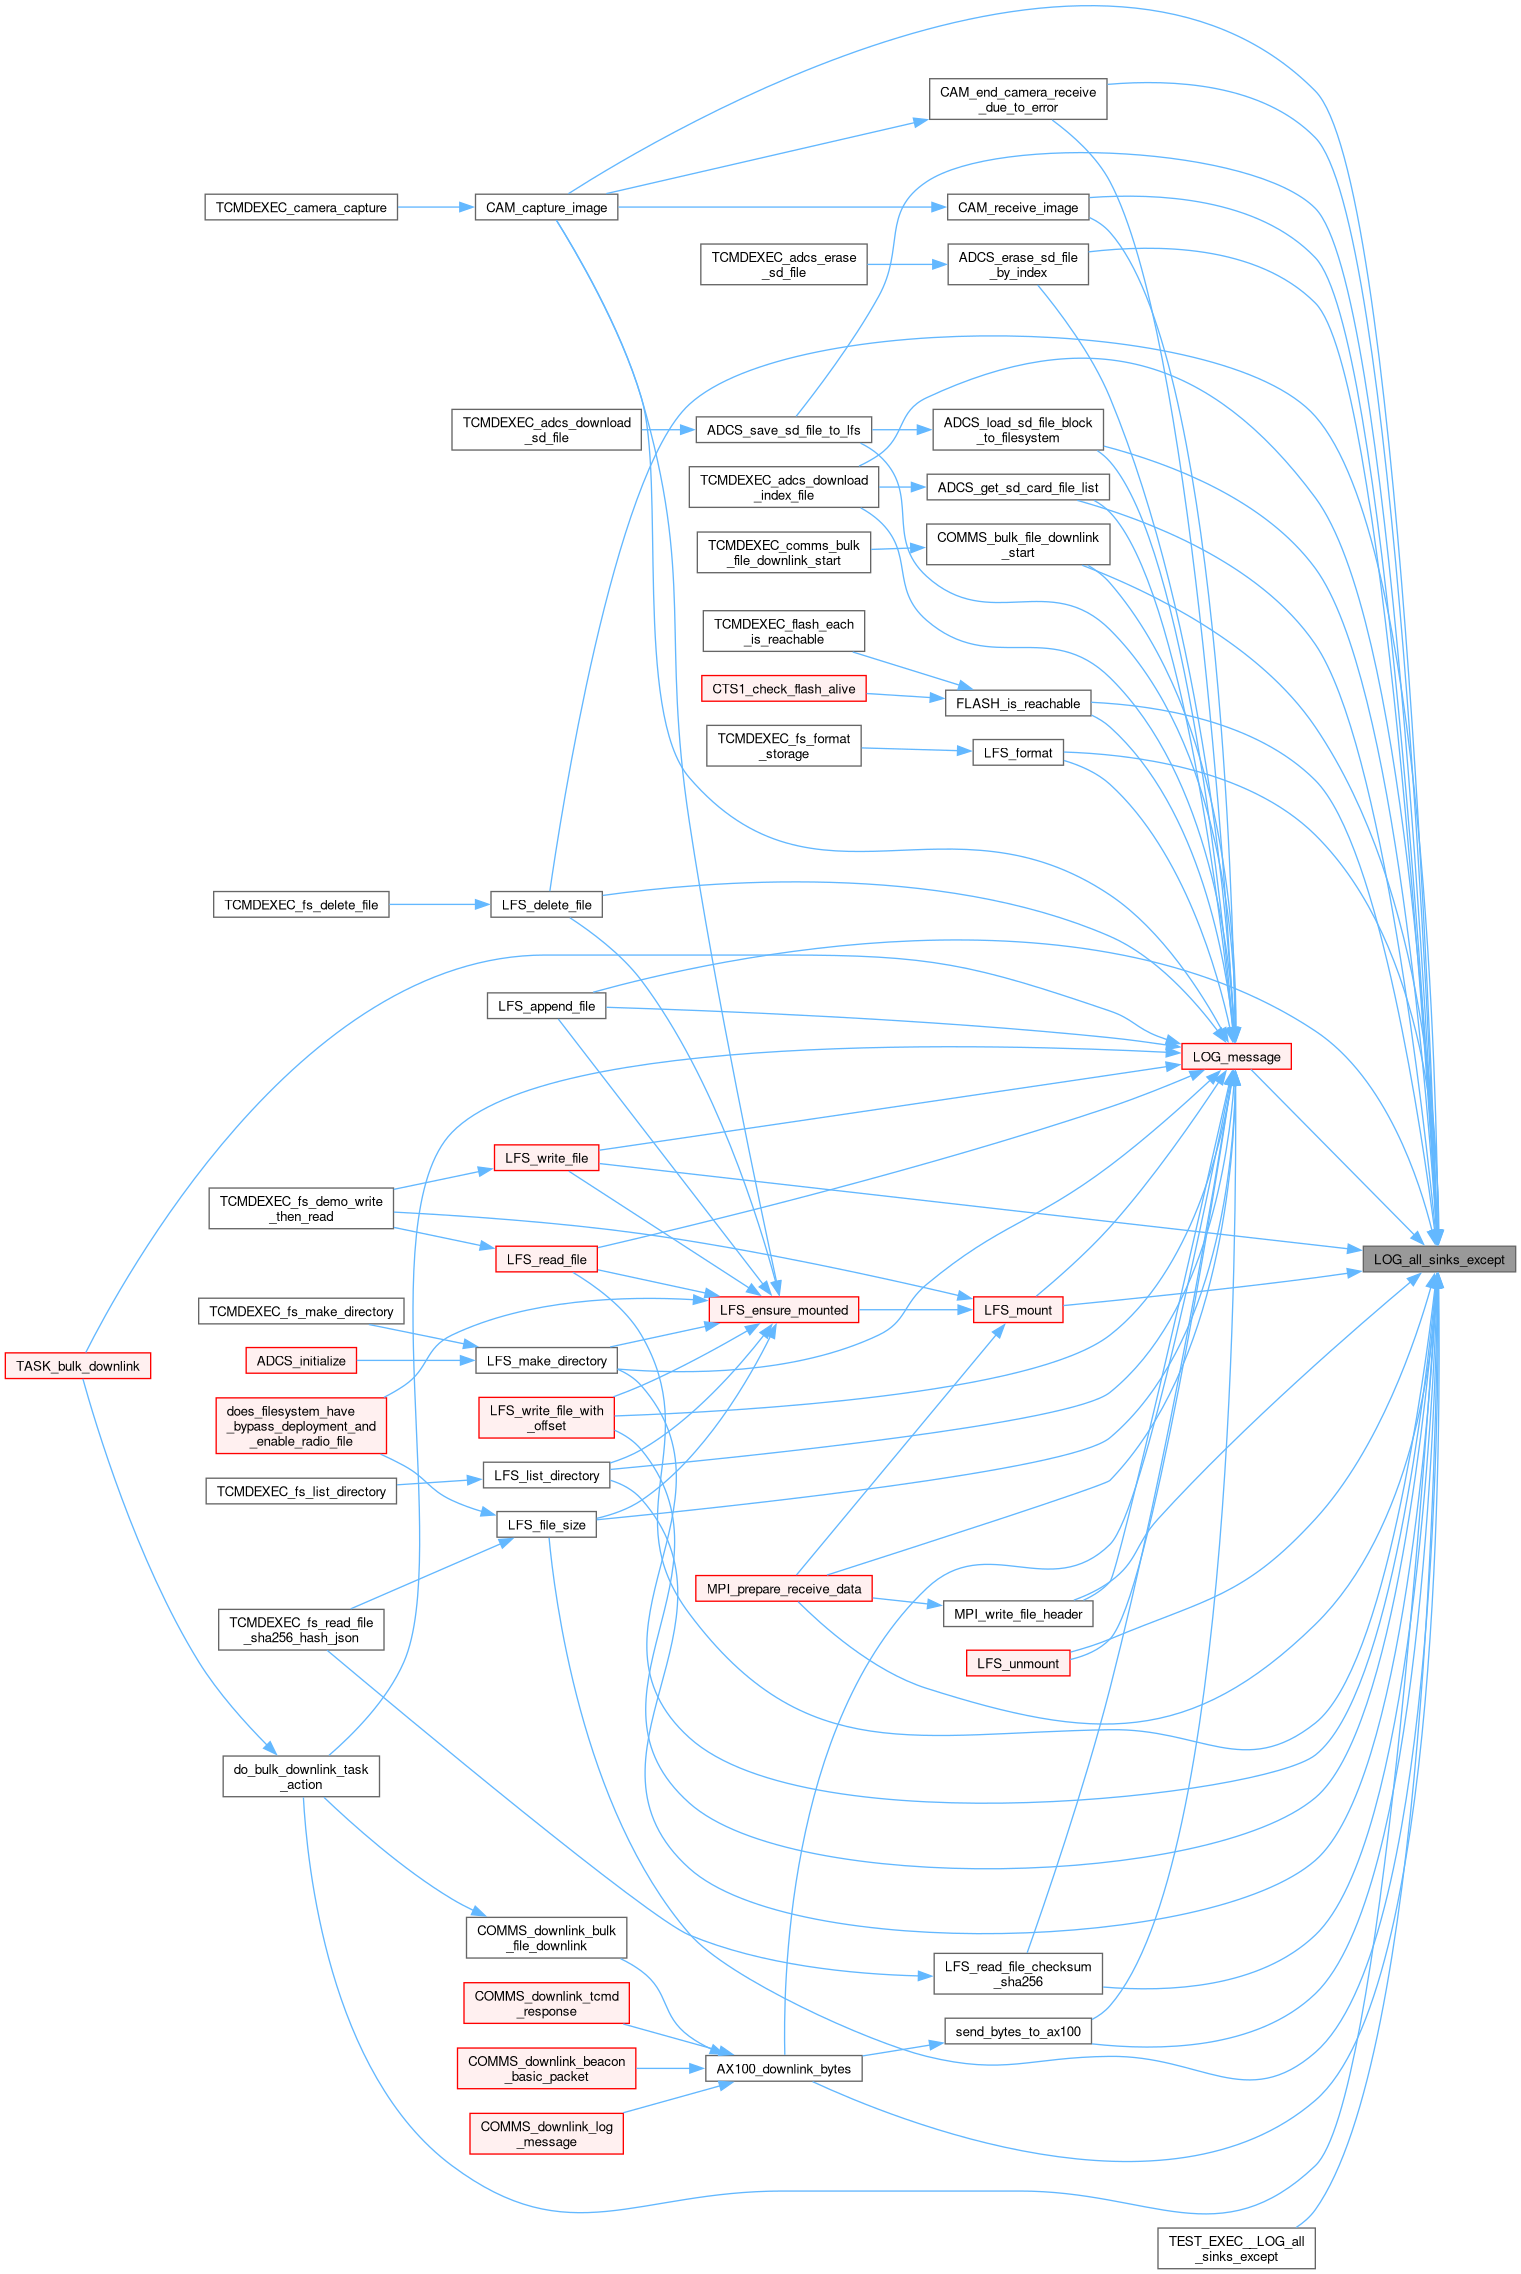 CAM_end_camera_receive
_due_to_error
TCMDEXEC_camera_capture
CAM_capture_image
CAM_receive_image
TCMDEXEC_adcs_erase
_sd_file
ADCS_erase_sd_file
_by_index
TCMDEXEC_adcs_download
_sd_file
ADCS_save_sd_file_to_lfs
ADCS_load_sd_file_block
_to_filesystem
TCMDEXEC_adcs_download
_index_file
ADCS_get_sd_card_file_list
TCMDEXEC_comms_bulk
_file_downlink_start
COMMS_bulk_file_downlink
_start
TCMDEXEC_flash_each
_is_reachable
CTS1_check_flash_alive
FLASH_is_reachable
TCMDEXEC_fs_format
_storage
LFS_format
TCMDEXEC_fs_delete_file
LFS_delete_file
LFS_append_file
LOG_message
LFS_write_file
TCMDEXEC_fs_demo_write
_then_read
LFS_read_file
LOG_all_sinks_except
TCMDEXEC_fs_make_directory
LFS_ensure_mounted
LFS_mount
TASK_bulk_downlink
ADCS_initialize
LFS_make_directory
does_filesystem_have
_bypass_deployment_and
_enable_radio_file
LFS_write_file_with
_offset
TCMDEXEC_fs_list_directory
LFS_list_directory
LFS_file_size
MPI_prepare_receive_data
MPI_write_file_header
TCMDEXEC_fs_read_file
_sha256_hash_json
LFS_unmount
do_bulk_downlink_task
_action
COMMS_downlink_bulk
_file_downlink
LFS_read_file_checksum
_sha256
COMMS_downlink_tcmd
_response
send_bytes_to_ax100
COMMS_downlink_beacon
_basic_packet
AX100_downlink_bytes
COMMS_downlink_log
_message
TEST_EXEC__LOG_all
_sinks_except